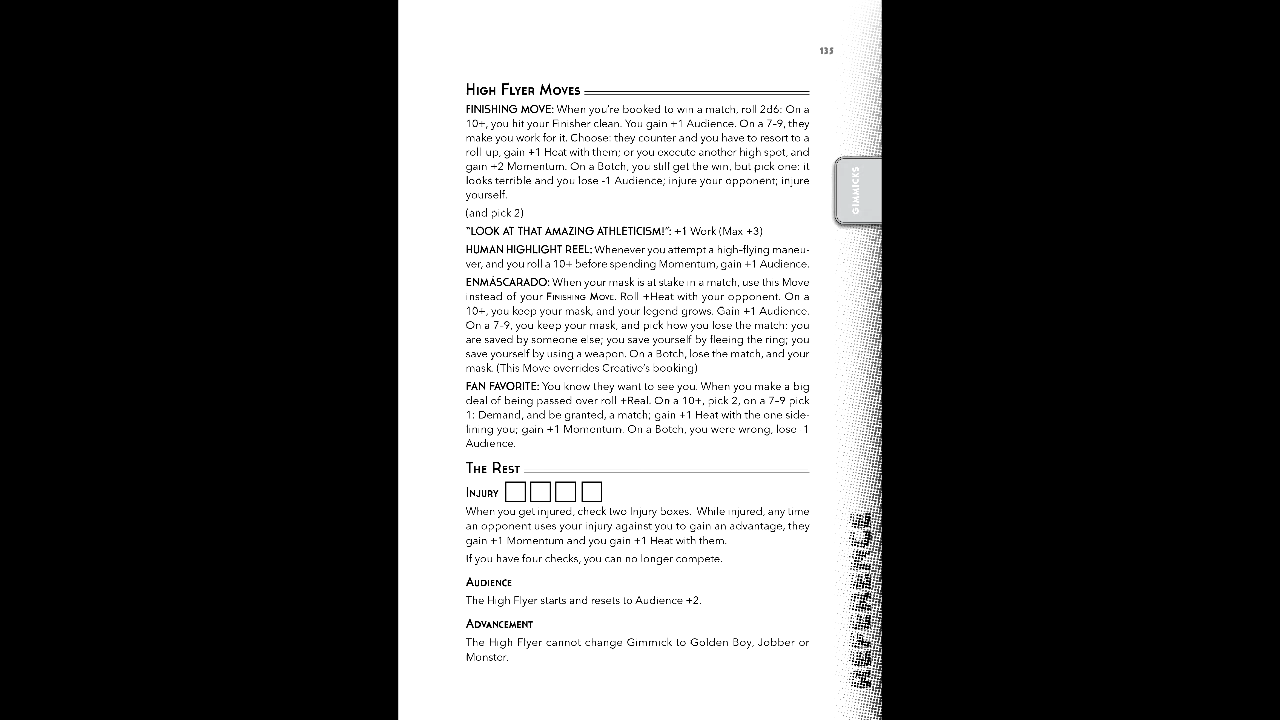 135
HIGH FLYER MOVES
FINISHING MOVE: When you're booked to win a match, roll 2d6: On a
10+, you hit your Finisher clean. You gain +1 Audience. On a 7–9, they
make you work for it. Choose: they counter and you have to resort to a
roll up, gain +1 Heat with them; or you execute another high spot, and
gain +2 Momentum. On a Botch, you still get the win, but pick one: it
looks terrible and you lose -1 Audience; injure your opponent; injure
yourself.
(and pick 2)
"LOOK AT THAT AMAZING ATHLETICISM!": +1 Work (Max +3)
HUMAN HIGHLIGHT REEL: Whenever you attempt a high-flying maneu-
ver, and you roll a 10+ before spending Momentum, gain +1 Audience.
ENMÁSCARADO: When your mask is at stake in a match, use this Move
instead of your FINISHING MOVE. Roll +Heat with your opponent. On a
10+, you keep your mask, and your legend grows. Gain +1 Audience.
On a 7–9, you keep your mask, and pick how you lose the match: you
are saved by someone else; you save yourself by fleeing the ring; you
save yourself by using a weapon. On a Botch, lose the match, and your
mask. (This Move overrides Creative's booking)
FAN FAVORITE: You know they want to see you. When you make a big
deal of being passed over roll +Real. On a 10+, pick 2, on a 7–9 pick
1: Demand, and be granted, a match; gain +1 Heat with the one side-
lining you; gain +1 Momentum. On a Botch, you were wrong, lose -1
Audience.
THE REST
INJURY
When you get injured, check two Injury boxes. While injured, any time
an opponent uses your injury against you to gain an advantage, they
gain +1 Momentum and you gain +1 Heat with them.
If you have four checks, you can no longer compete.
AUDIENCE
The High Flyer starts and resets to Audience +2.
ADVANCEMENT
The High Flyer cannot change Gimmick to Golden Boy, Jobber or
Monster.
GIMMICKS
REFERENCE